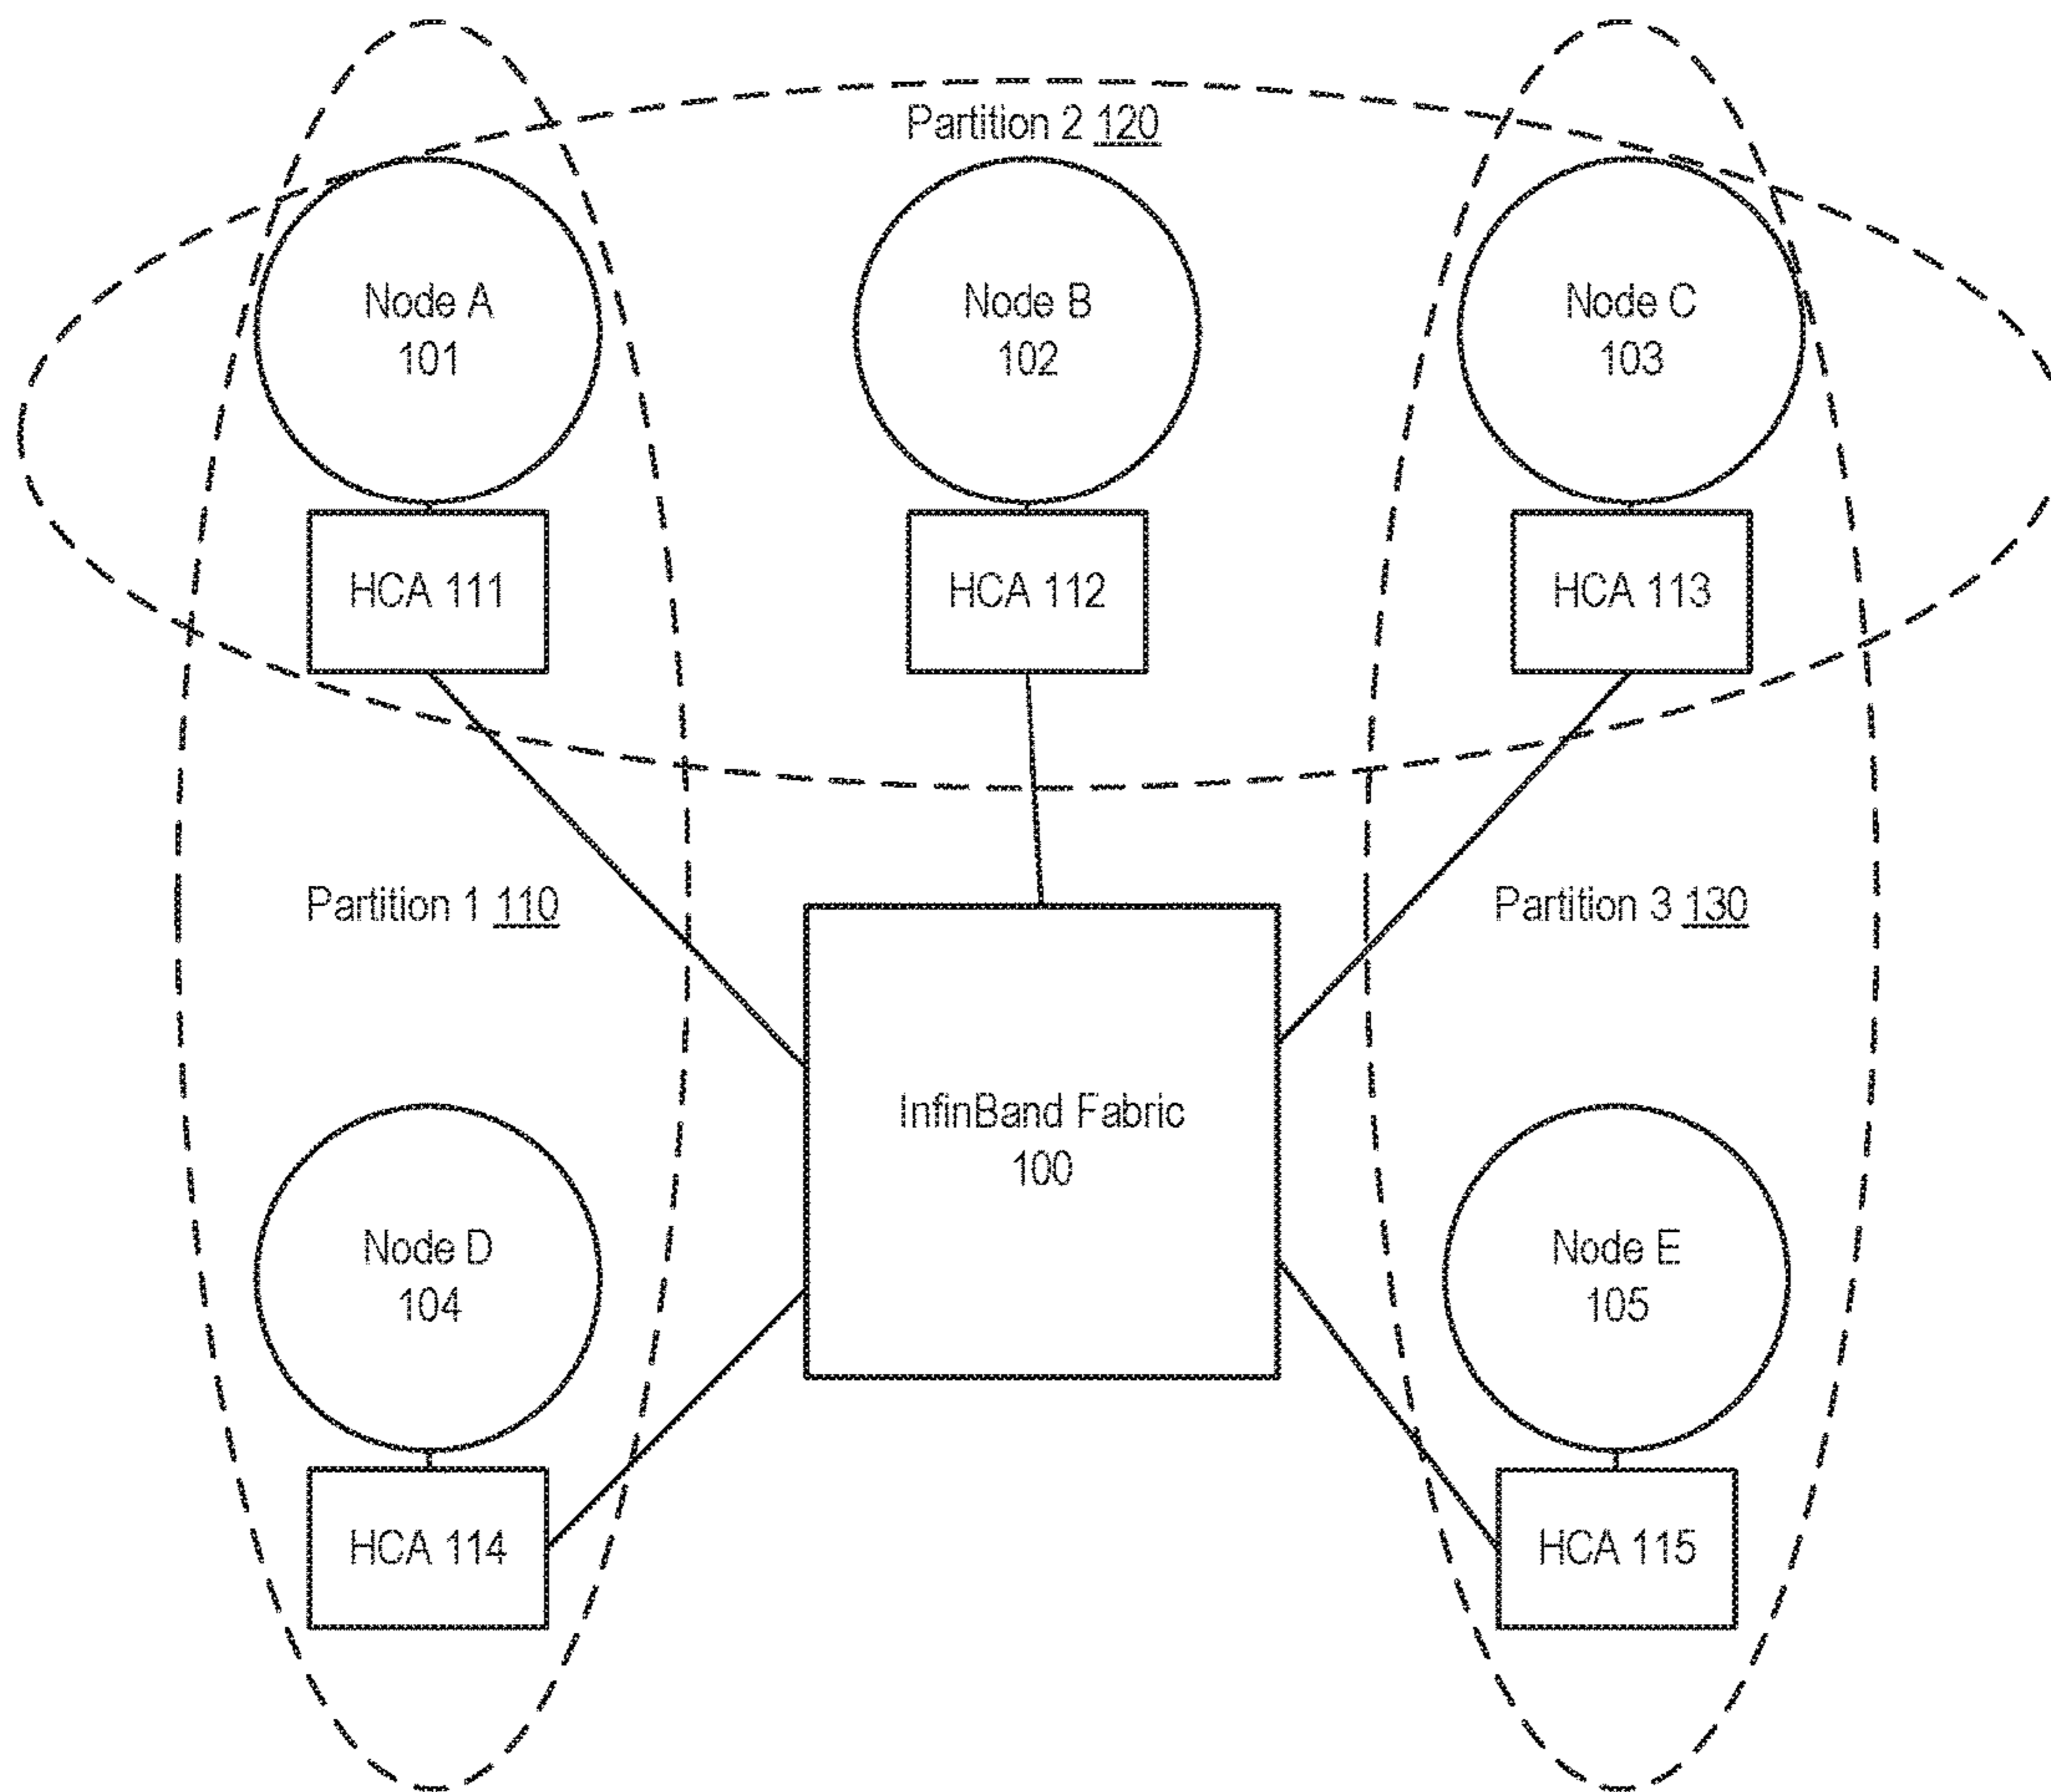 Partition 2 120
Node A
101
Node B
102
Node C
103
HCA 111
HCA 112
HCA 113
Partition 1 110
Partition 3 130
InfinBand Fabric
100
Node D
104
Node E
105
HCA 114
HCA 115